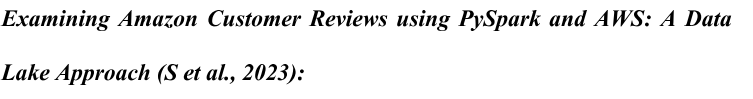 Examining Amazon Customer Reviews using PySpark and AWS: A Data
Lake Approach (S et al., 2023):